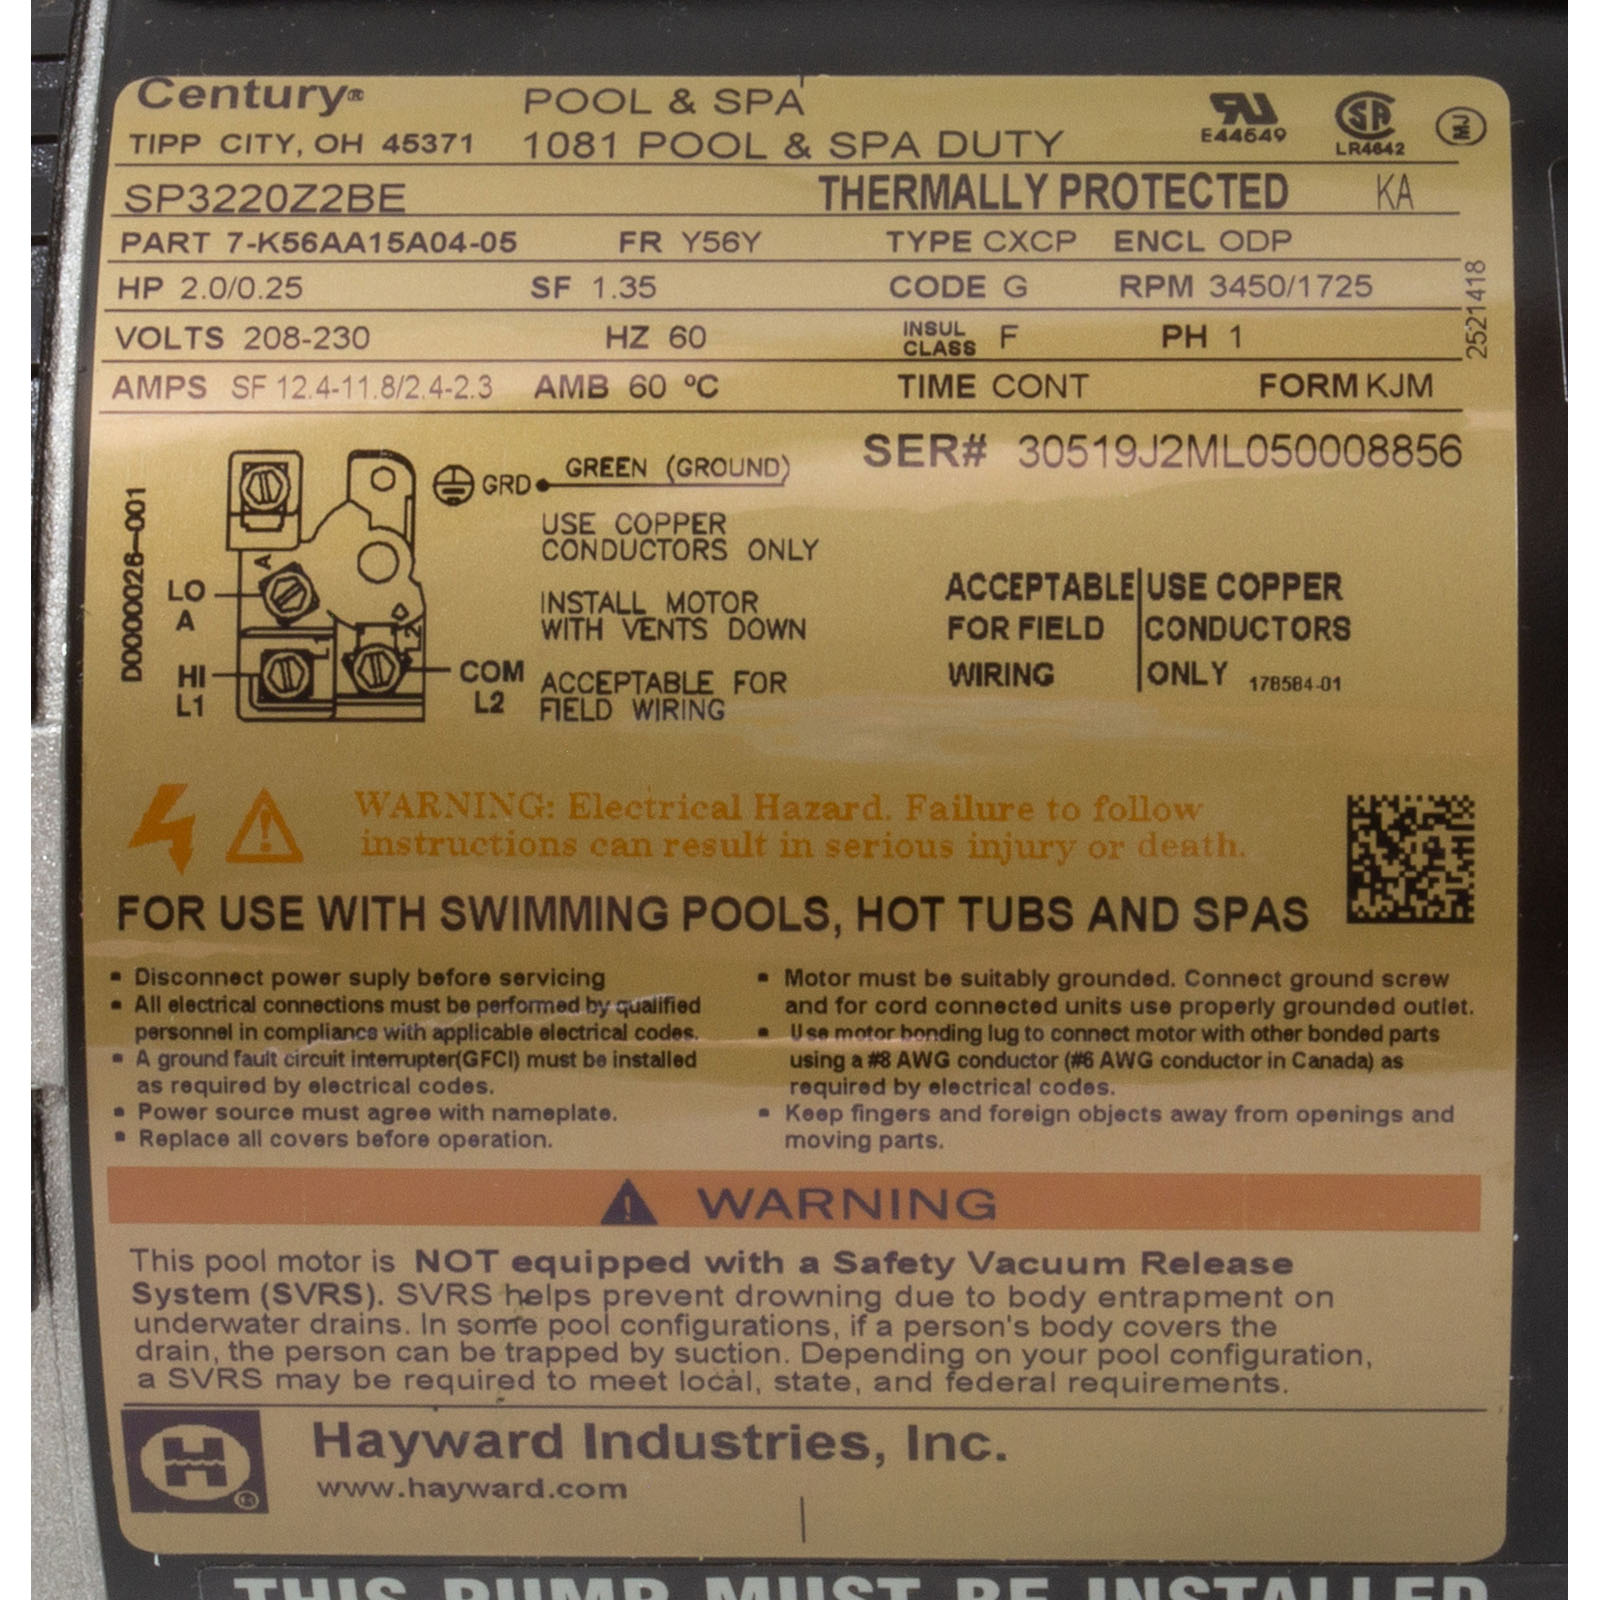 Century®
POOL & SPA
TIPP CITY, OH 45371
1081 POOL & SPA DUTY
E44649
SA
LR4642
MJ
SP3220Z2BE
THERMALLY PROTECTED
KA
PART 7-K56AA15A04-05
FR Y56Y
TYPE CXCP
ENCL ODP
HP 2.0/0.25
SF 1.35
CODE G
RPM 3450/1725
VOLTS 208-230
HZ 60
INSUL CLASS F
PH 1
2521418
AMPS SF 12.4-11.8/2.4-2.3
AMB 60 ºC
TIME CONT
FORM KJM
SER# 30519J2ML050008856
D0000026-001
GRD
GREEN (GROUND)
USE COPPER
CONDUCTORS ONLY
A
LO
A
INSTALL MOTOR
WITH VENTS DOWN
L2
HI
L1
COM
L2
ACCEPTABLE FOR
FIELD WIRING
ACCEPTABLE
FOR FIELD
WIRING
USE COPPER
CONDUCTORS
ONLY 178584-01
WARNING: Electrical Hazard. Failure to follow
instructions can result in serious injury or death.
FOR USE WITH SWIMMING POOLS, HOT TUBS AND SPAS
▪ Disconnect power suply before servicing
▪ All electrical connections must be performed by qualified
personnel in compliance with applicable electrical codes.
▪ A ground fault circuit interrupter(GFCI) must be installed
as required by electrical codes.
▪ Power source must agree with nameplate.
▪ Replace all covers before operation.
▪ Motor must be suitably grounded. Connect ground screw
and for cord connected units use properly grounded outlet.
▪ Use motor bonding lug to connect motor with other bonded parts
using a #8 AWG conductor (#6 AWG conductor in Canada) as
required by electrical codes.
▪ Keep fingers and foreign objects away from openings and
moving parts.
WARNING
This pool motor is NOT equipped with a Safety Vacuum Release
System (SVRS). SVRS helps prevent drowning due to body entrapment on
underwater drains. In some pool configurations, if a person's body covers the
drain, the person can be trapped by suction. Depending on your pool configuration,
a SVRS may be required to meet local, state, and federal requirements.
H
Hayward Industries, Inc.
www.hayward.com
THIS PUMP MUST BE INSTALLED